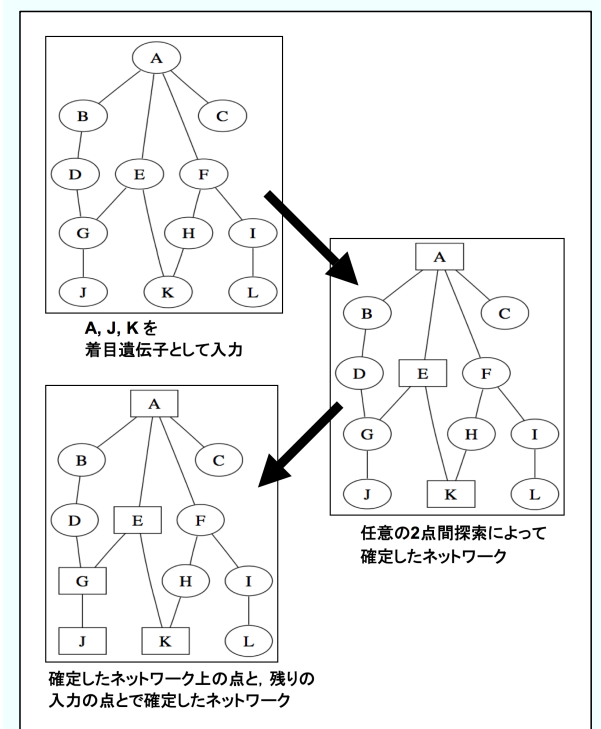 A
B
C
D
E
F
G
H
I
J
K
L
A, J, K を
着目遺伝子として入力
A
B
C
D
E
F
G
H
I
J
K
L
任意の2点間探索によって
確定したネットワーク
A
B
C
D
E
F
G
H
I
J
K
L
確定したネットワーク上の点と, 残りの
入力の点とで確定したネットワーク